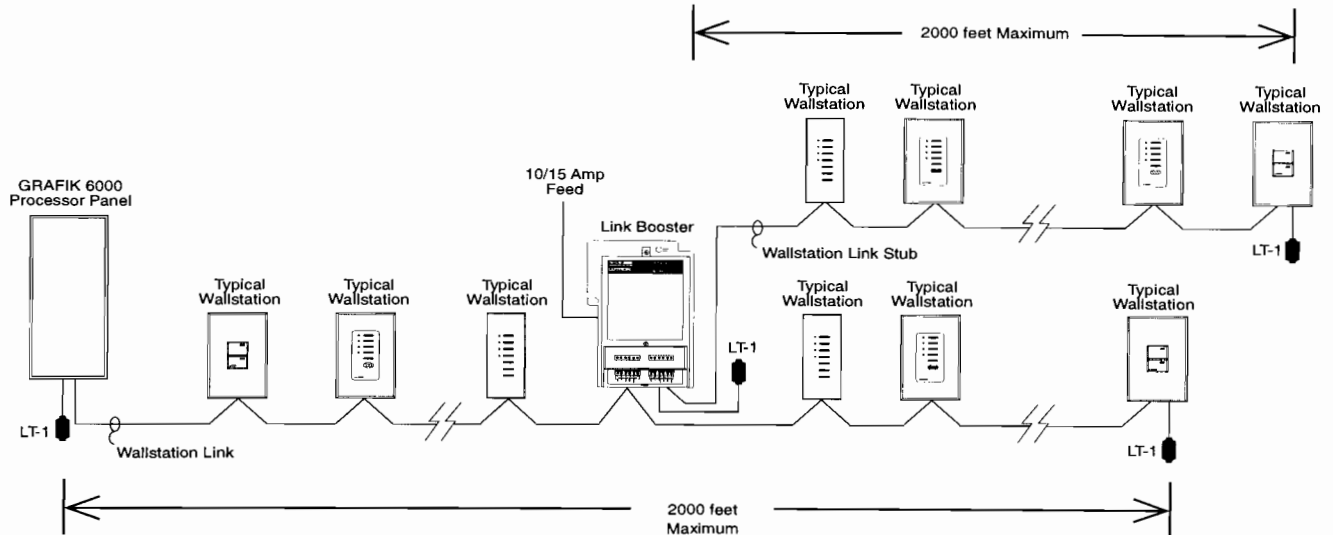 2000 feet Maximum
Typical
Wallstation
Typical
Wallstation
Typical
Wallstation
Typical
Wallstation
GRAFIK 6000
Processor Panel
10/15 Amp
Feed
Link Booster
Wallstation Link Stub
LT-1
Typical
Wallstation
Typical
Wallstation
Typical
Wallstation
Typical
Wallstation
Typical
Wallstation
Typical
Wallstation
LT-1
LT-1
Wallstation Link
LT-1
2000 feet
Maximum